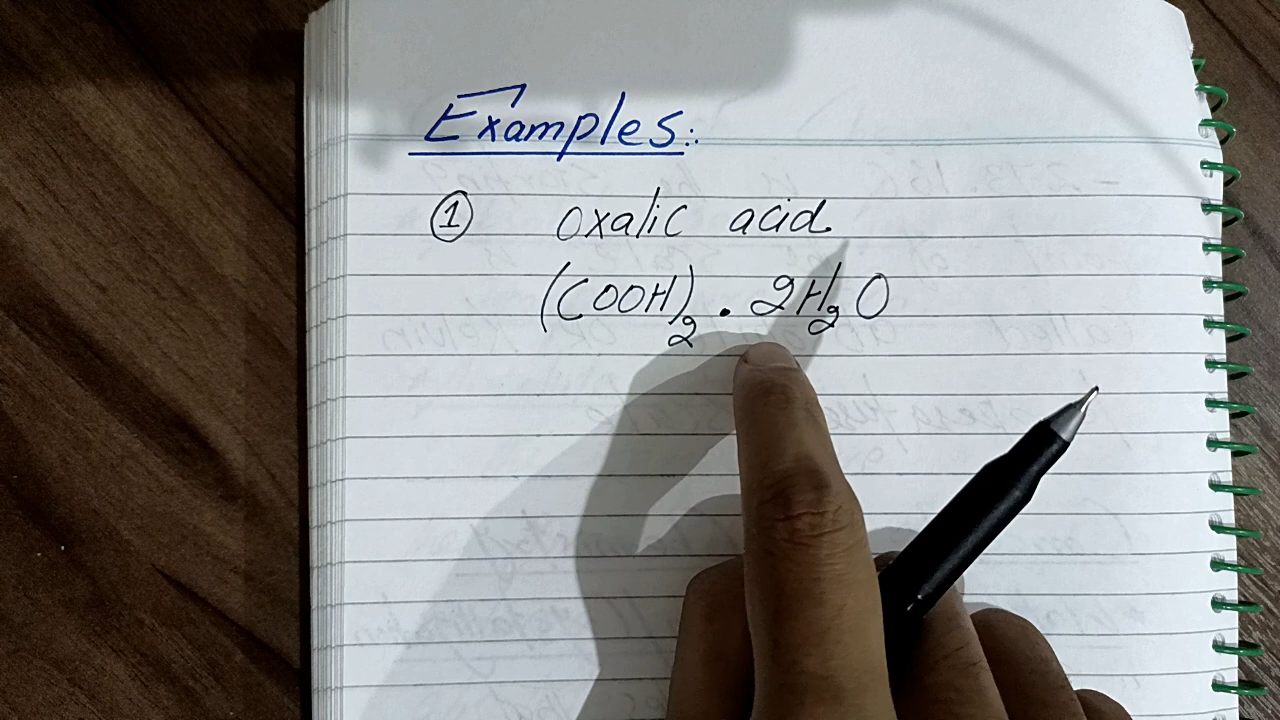 Examples:
① oxalic acid.
(COOH)₂ . 2H₂O